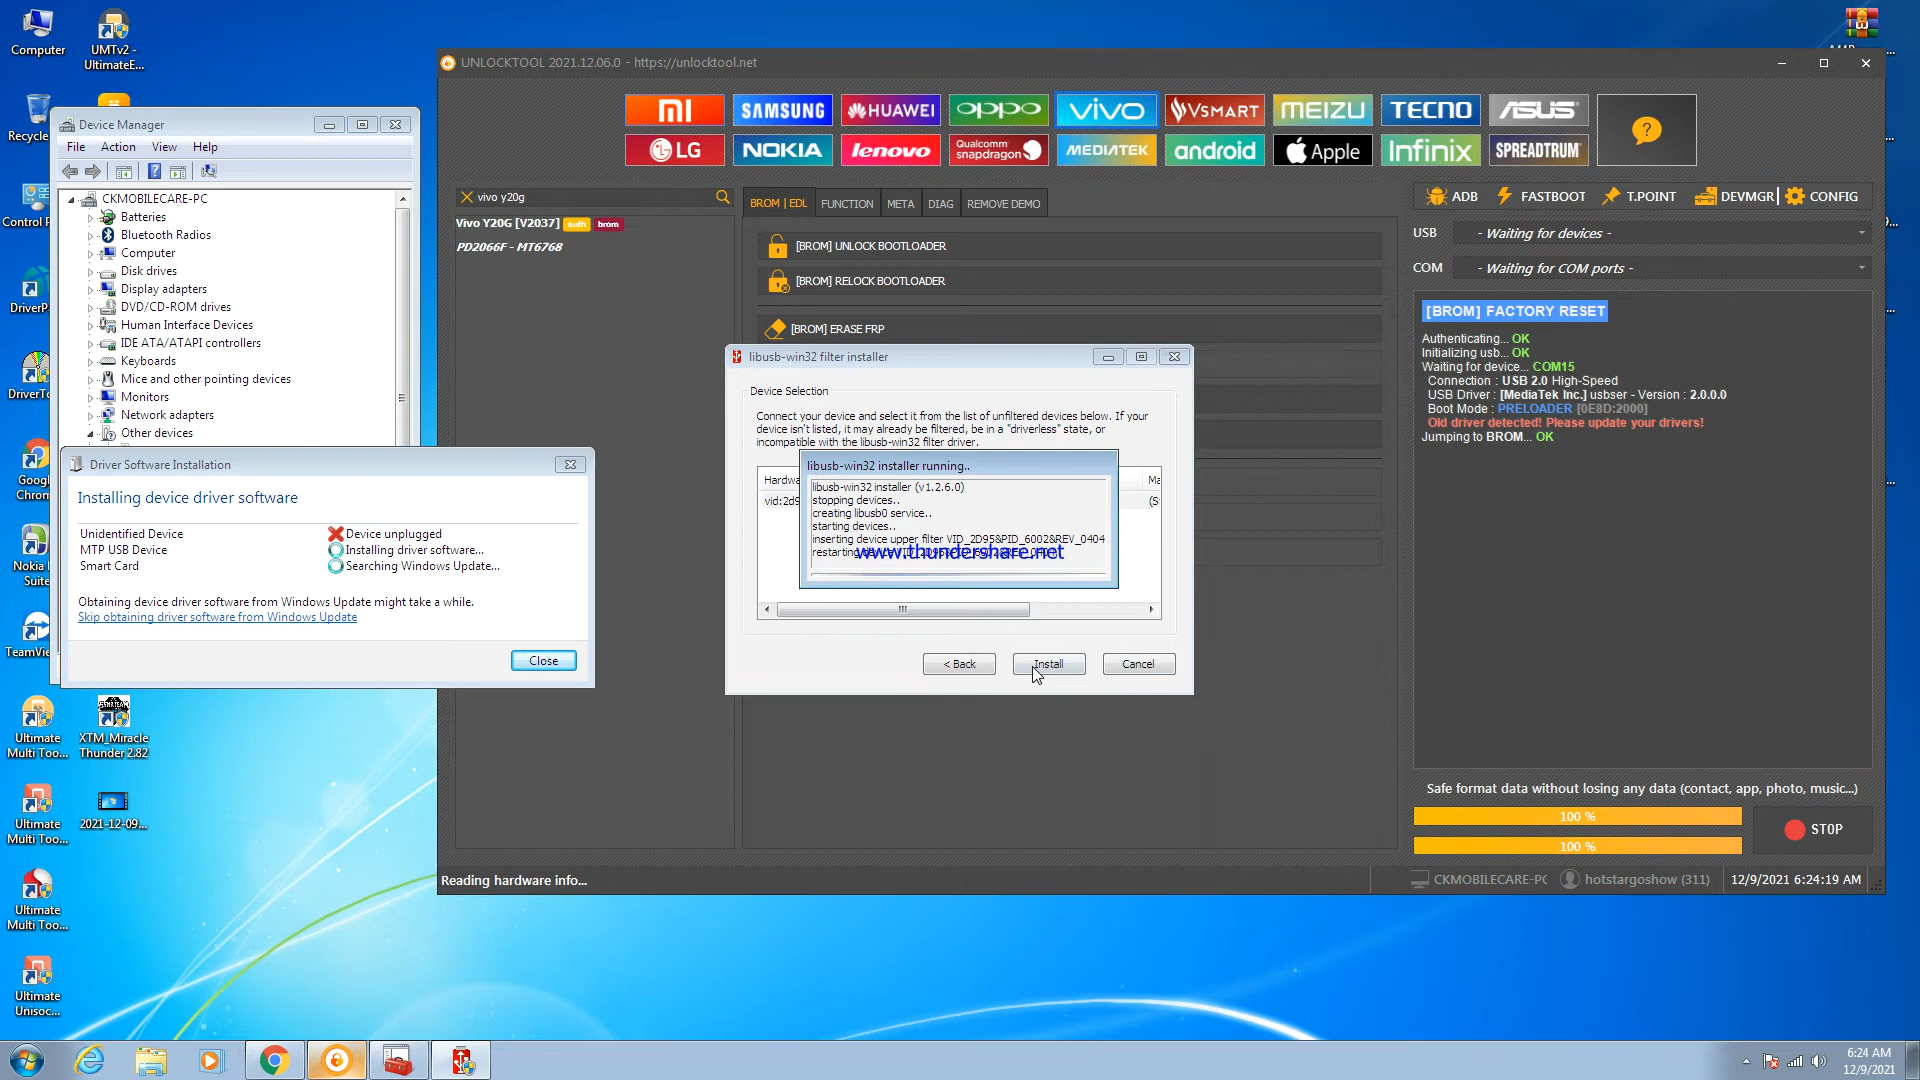 Computer
UMTv2 -
UltimateE...
Recycle
Control P
DriverP
DriverTo
Googl
Chrom
Nokia
Suite
TeamVie
Ultimate
Multi Too...
XTM_Miracle
Thunder 2.82
Ultimate
Multi Too...
2021-12-09...
Ultimate
Multi Too...
Ultimate
Unisoc...
Device Manager
File Action View Help
CKMOBILECARE-PC
Batteries
Bluetooth Radios
Computer
Disk drives
Display adapters
DVD/CD-ROM drives
Human Interface Devices
IDE ATA/ATAPI controllers
Keyboards
Mice and other pointing devices
Monitors
Network adapters
Other devices
Driver Software Installation
Installing device driver software
Unidentified Device Device unplugged
MTP USB Device Installing driver software...
Smart Card Searching Windows Update...
Obtaining device driver software from Windows Update might take a while.
Skip obtaining driver software from Windows Update
Close
UNLOCKTOOL 2021.12.06.0 - https://unlocktool.net
MI SAMSUNG HUAWEI OPPO VIVO VSMART MEIZU TECNO ASUS ?
LG NOKIA lenovo Qualcomm snapdragon MEDIATEK android Apple Infinix SPREADTRUM
vivo y20g
Vivo Y20G [V2037] auth brom
PD2066F - MT6768
BROM | EDL FUNCTION META DIAG REMOVE DEMO
[BROM] UNLOCK BOOTLOADER
[BROM] RELOCK BOOTLOADER
[BROM] ERASE FRP
libusb-win32 filter installer
Device Selection
Connect your device and select it from the list of unfiltered devices below. If your
device isn't listed, it may already be filtered, be in a "driverless" state, or
incompatible with the libusb-win32 filter driver.
Hardwa Ma
vid:2d9 (S
libusb-win32 installer running..
libusb-win32 installer (v1.2.6.0)
stopping devices..
creating libusb0 service..
starting devices..
inserting device upper filter VID_2D95&PID_6002&REV_0404
restarting device VID_2D95&PID_6002&REV_0404
www.thundershare.net
< Back Install Cancel
ADB FASTBOOT T.POINT DEVMGR CONFIG
USB - Waiting for devices -
COM - Waiting for COM ports -
[BROM] FACTORY RESET
Authenticating... OK
Initializing usb... OK
Waiting for device... COM15
Connection : USB 2.0 High-Speed
USB Driver : [MediaTek Inc.] usbser - Version : 2.0.0.0
Boot Mode : PRELOADER [0E8D:2000]
Old driver detected! Please update your drivers!
Jumping to BROM... OK
Safe format data without losing any data (contact, app, photo, music...)
100 %
100 %
STOP
Reading hardware info...
CKMOBILECARE-PC hotstargoshow (311) 12/9/2021 6:24:19 AM
6:24 AM
12/9/2021